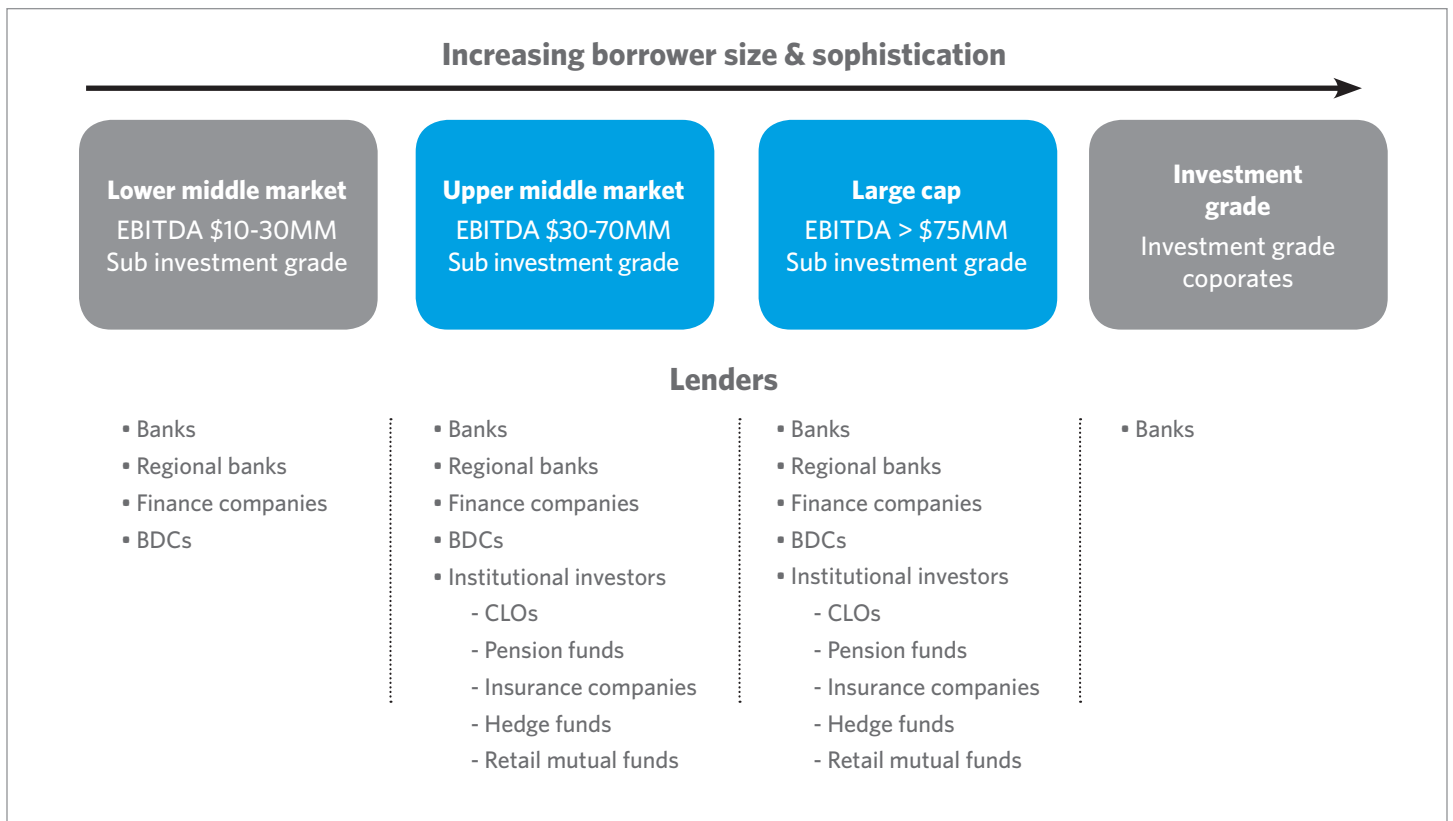 Increasing borrower size & sophistication
Lower middle market
EBITDA $10-30MM
Sub investment grade
Upper middle market
EBITDA $30-70MM
Sub investment grade
Large cap
EBITDA > $75MM
Sub investment grade
Investment
grade
Investment grade
coporates
Lenders
▪ Banks
▪ Regional banks
▪ Finance companies
▪ BDCs
▪ Banks
▪ Regional banks
▪ Finance companies
▪ BDCs
▪ Institutional investors
- CLOs
- Pension funds
- Insurance companies
- Hedge funds
- Retail mutual funds
▪ Banks
▪ Regional banks
▪ Finance companies
▪ BDCs
▪ Institutional investors
- CLOs
- Pension funds
- Insurance companies
- Hedge funds
- Retail mutual funds
▪ Banks